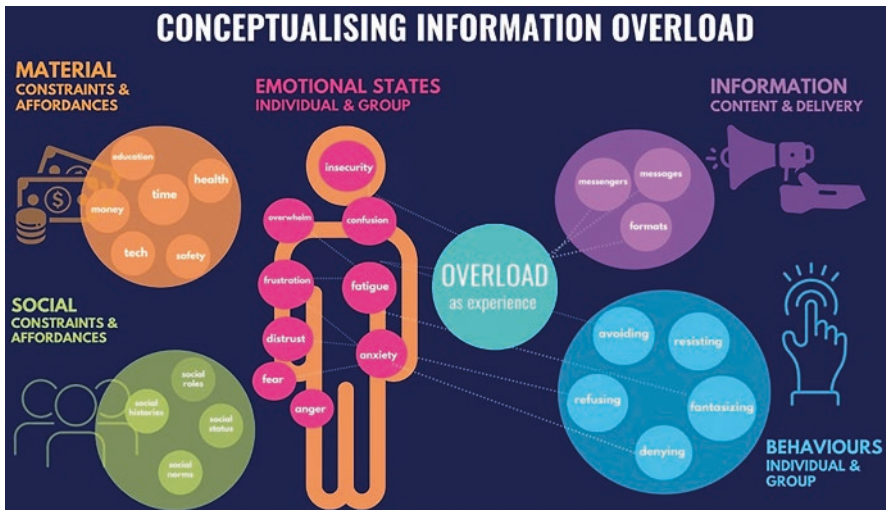 CONCEPTUALISING INFORMATION OVERLOAD
MATERIAL
CONSTRAINTS &
AFFORDANCES
education
health
time
money
tech
safety
SOCIAL
CONSTRAINTS &
AFFORDANCES
social
roles
social
histories
social
status
social
norms
EMOTIONAL STATES
INDIVIDUAL & GROUP
insecurity
overwhelm
confusion
frustration
fatigue
distrust
anxiety
fear
anger
OVERLOAD
as experience
INFORMATION
CONTENT & DELIVERY
messengers
messages
formats
avoiding
resisting
refusing
fantasizing
denying
BEHAVIOURS
INDIVIDUAL &
GROUP